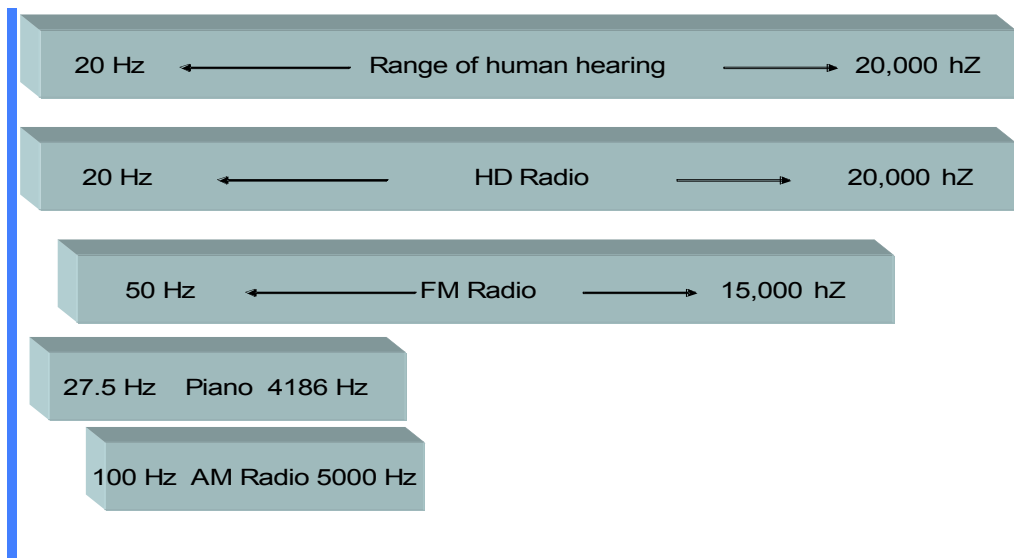 20 Hz Range of human hearing 20,000 hZ
20 Hz HD Radio 20,000 hZ
50 Hz FM Radio 15,000 hZ
27.5 Hz Piano 4186 Hz
100 Hz AM Radio 5000 Hz